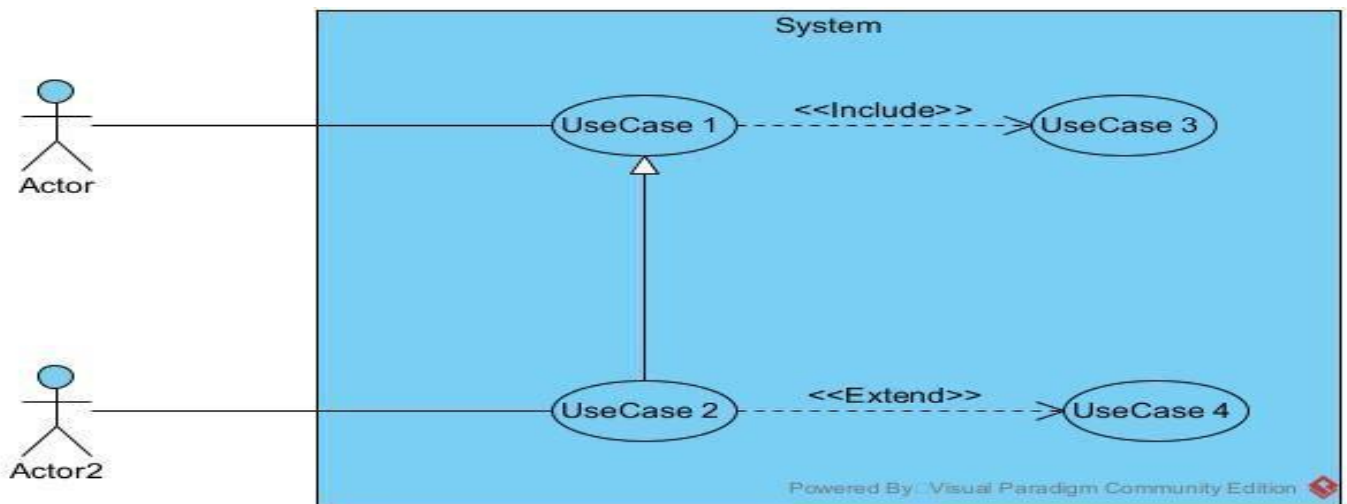 System
UseCase 1
<<Include>>
UseCase 3
Actor
UseCase 2
<<Extend>>
UseCase 4
Actor2
Powered By Visual Paradigm Community Edition